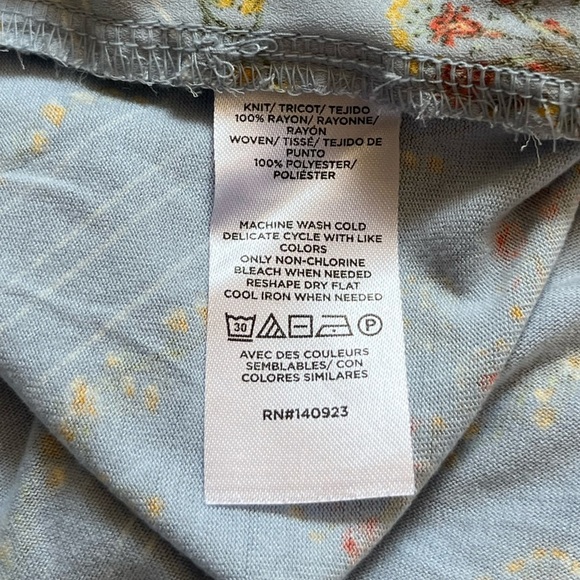 KNIT/ TRICOT/ TEJIDO
100% RAYON/ RAYONNE/
RAYÓN
WOVEN/ TISSÉ/ TEJIDO DE
PUNTO
100% POLYESTER/
POLIÉSTER
MACHINE WASH COLD
DELICATE CYCLE WITH LIKE
COLORS
ONLY NON-CHLORINE
BLEACH WHEN NEEDED
RESHAPE DRY FLAT
COOL IRON WHEN NEEDED
30 P
AVEC DES COULEURS
SEMBLABLES/ CON
COLORES SIMILARES
RN#140923